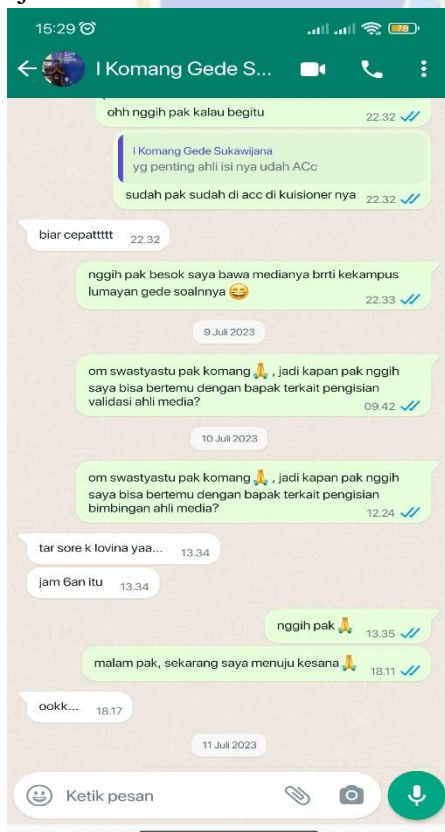 15:29
78
I Komang Gede S...
ohh nggih pak kalau begitu
22.32
I Komang Gede Sukawijana
yg penting ahli isi nya udah ACc
sudah pak sudah di acc di kuisioner nya 22.32
biar cepattttt 22.32
nggih pak besok saya bawa medianya brrti kekampus
lumayan gede soalnnya 😄
22.33
9 Juli 2023
om swastyastu pak komang 🙏 , jadi kapan pak nggih
saya bisa bertemu dengan bapak terkait pengisian
validasi ahli media?
09.42
10 Juli 2023
om swastyastu pak komang 🙏 , jadi kapan pak nggih
saya bisa bertemu dengan bapak terkait pengisian
bimbingan ahli media?
12.24
tar sore k lovina yaa... 13.34
jam 6an itu 13.34
nggih pak 🙏 13.35
malam pak, sekarang saya menuju kesana 🙏 18.11
ookk... 18.17
11 Juli 2023
Ketik pesan